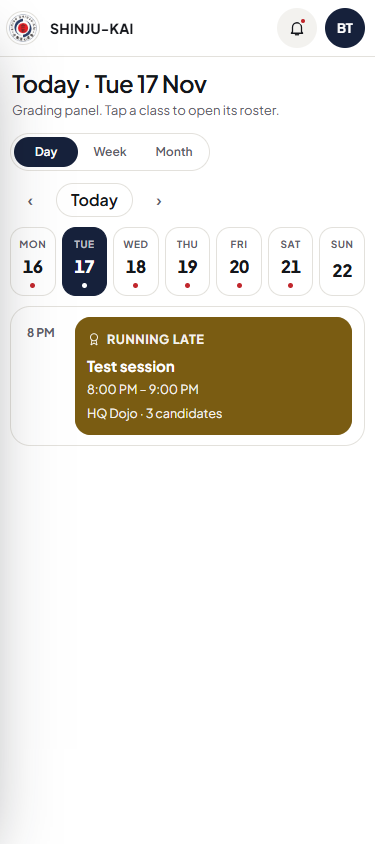 SHINJU-KAI
BT
Today · Tue 17 Nov
Grading panel. Tap a class to open its roster.
Day Week Month
‹ Today ›
MON TUE WED THU FRI SAT SUN
16 17 18 19 20 21 22
8 PM
RUNNING LATE
Test session
8:00 PM – 9:00 PM
HQ Dojo · 3 candidates